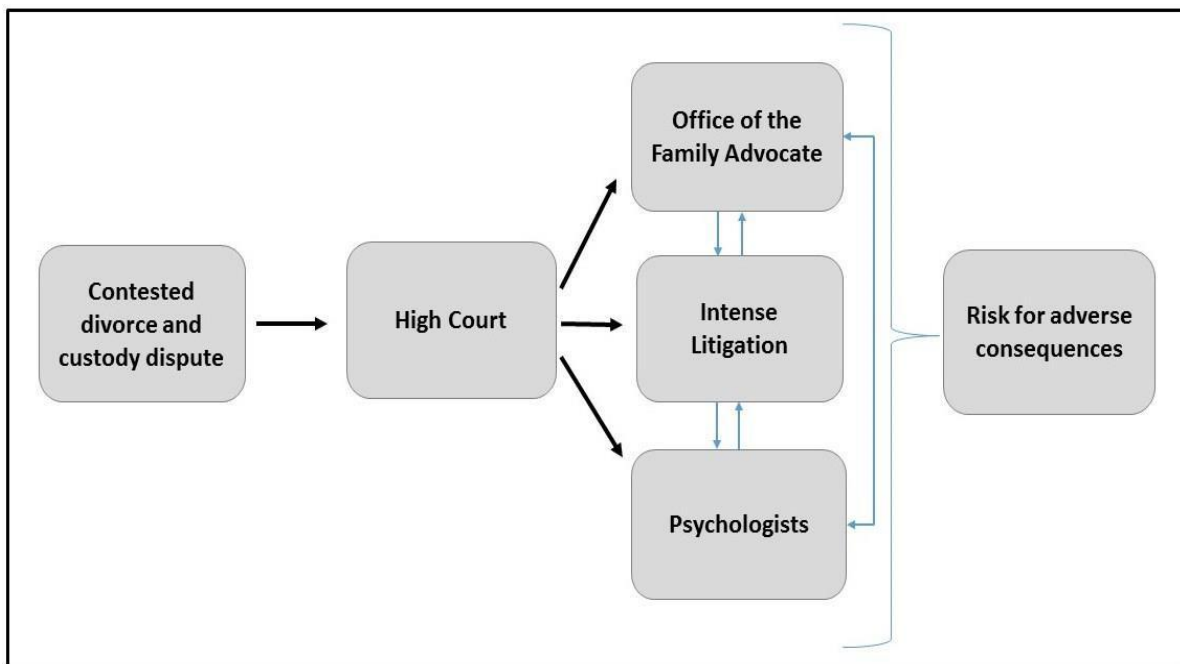 Contested
divorce and
custody dispute
High Court
Office of the
Family Advocate
Intense
Litigation
Psychologists
Risk for adverse
consequences